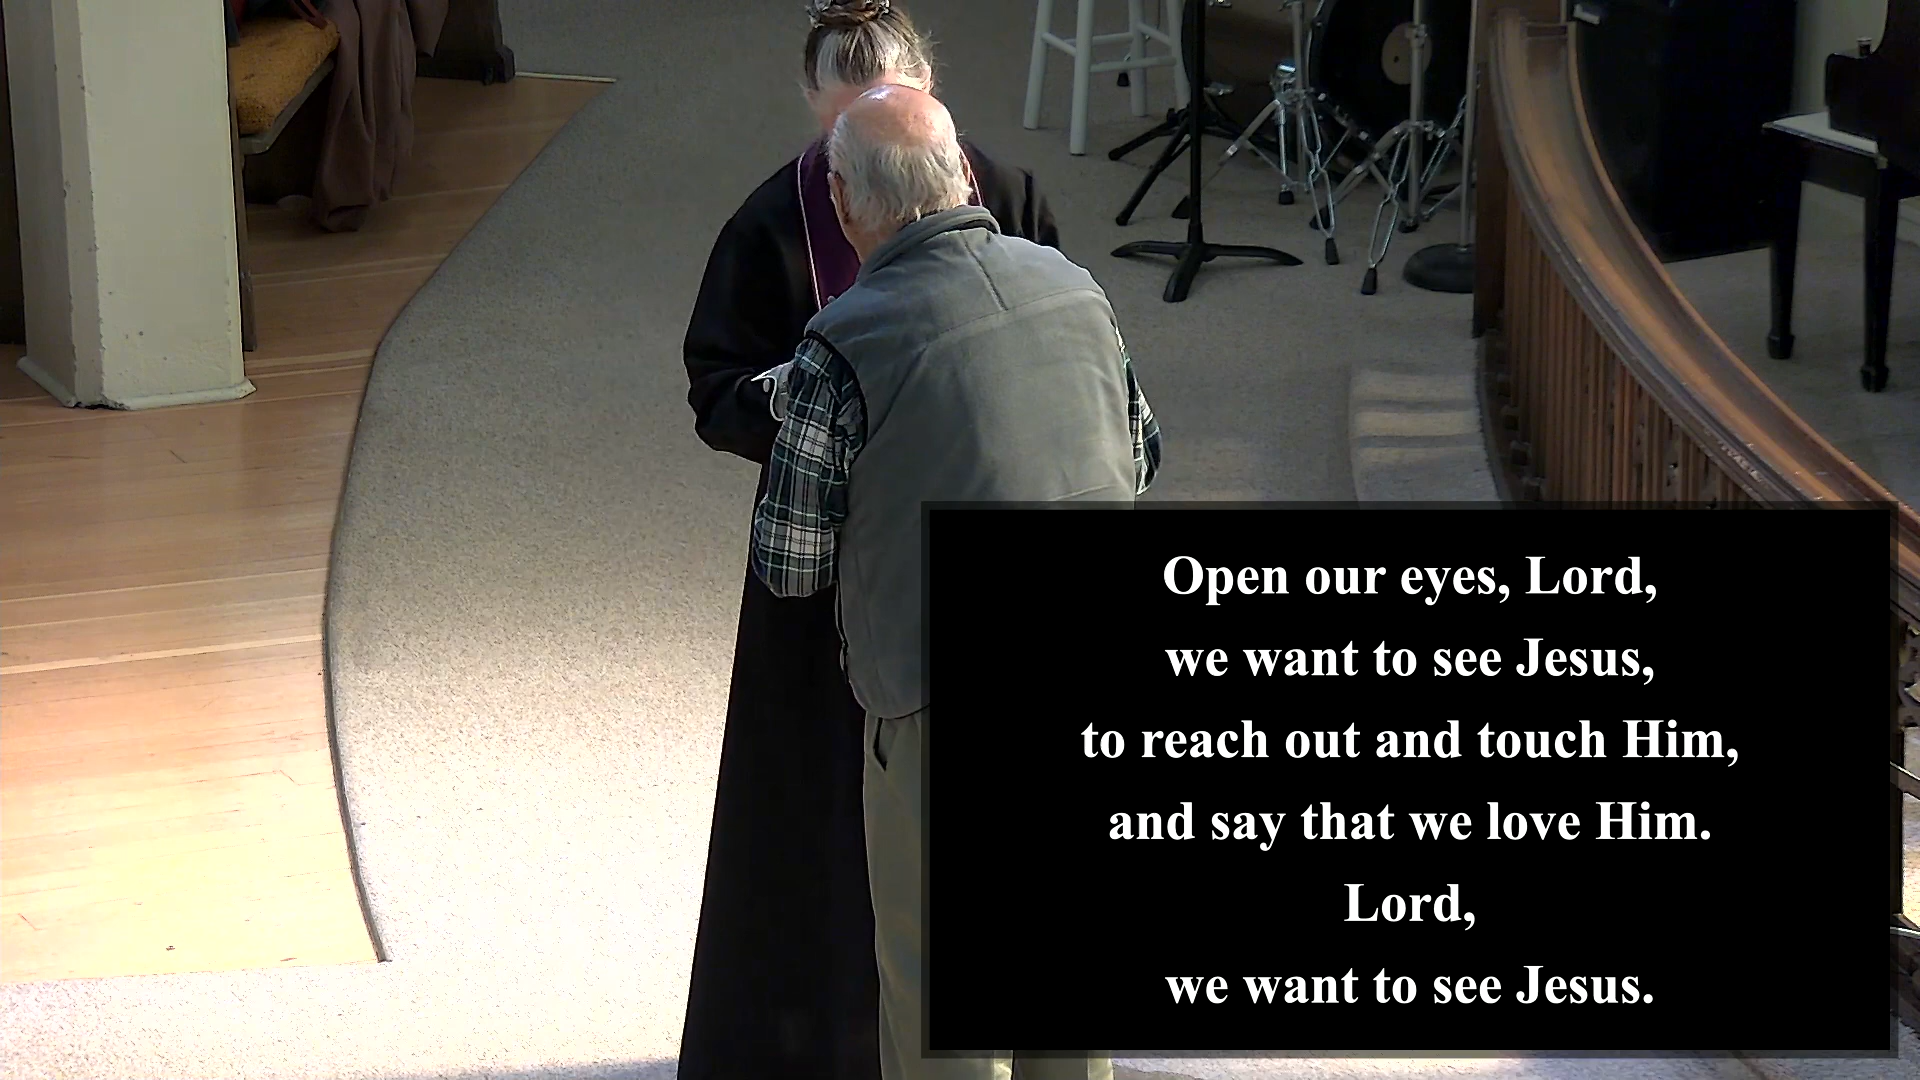 Open our eyes, Lord,
we want to see Jesus,
to reach out and touch Him,
and say that we love Him.
Lord,
we want to see Jesus.